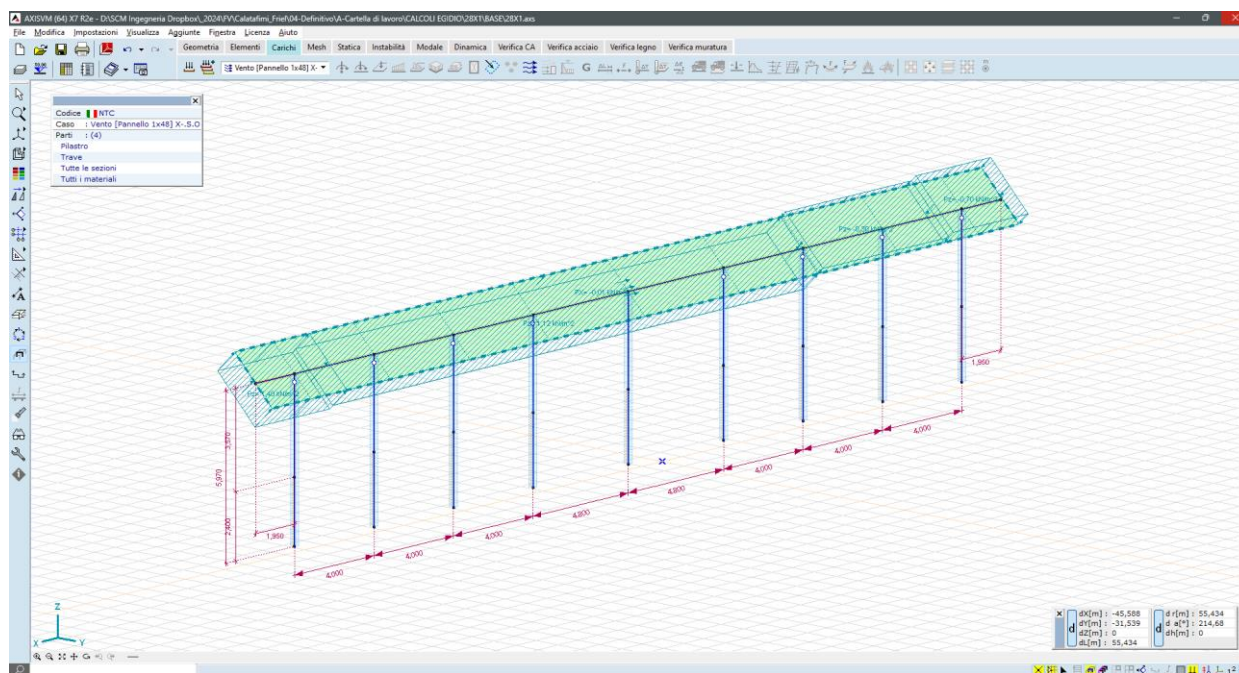 AXISVM (64) X7 R2e - D:\SCM Ingegneria Dropbox\_2024\FV\Calatafimi_Friel\04-Definitivo\A-Cartella di lavoro\CALCOLI EGIDIO\28X1\BASE\28X1.axs
File Modifica Impostazioni Visualizza Aggiunte Finestra Licenza Aiuto
Geometria Elementi Carichi Mesh Statica Instabilità Modale Dinamica Verifica CA Verifica acciaio Verifica legno Verifica muratura
Vento [Pannello 1x48] X-
Codice NTC
Caso : Vento [Pannello 1x48] X-.S.O
Parti : (4)
Pilastro
Trave
Tutte le sezioni
Tutti i materiali
1,950
3,570
5,970
2,400
1,950
4,000
4,000
4,000
4,800
4,800
4,000
4,000
4,000
Z
X
Y
dX[m] : -45,588
dY[m] : -31,539
dZ[m] : 0
dL[m] : 55,434
d
d r[m] : 55,434
d a[°] : 214,68
dh[m] : 0
d